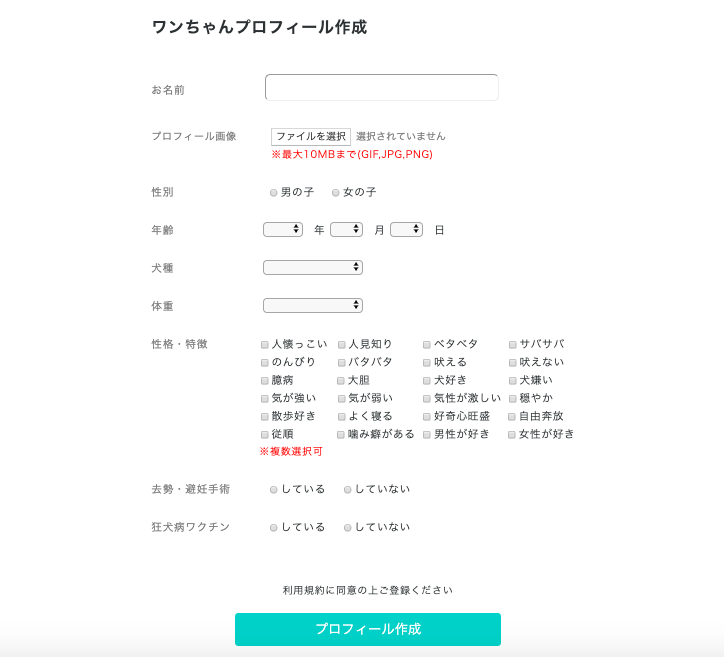 ワンちゃんプロフィール作成
お名前
プロフィール画像 ファイルを選択 選択されていません
※最大10MBまで(GIF,JPG,PNG)
性別 男の子 女の子
年齢 年 月 日
犬種
体重
性格・特徴 人懐っこい 人見知り ベタベタ サバサバ
のんびり バタバタ 吠える 吠えない
臆病 大胆 犬好き 犬嫌い
気が強い 気が弱い 気性が激しい 穏やか
散歩好き よく寝る 好奇心旺盛 自由奔放
従順 噛み癖がある 男性が好き 女性が好き
※複数選択可
去勢・避妊手術 している していない
狂犬病ワクチン している していない
利用規約に同意の上ご登録ください
プロフィール作成